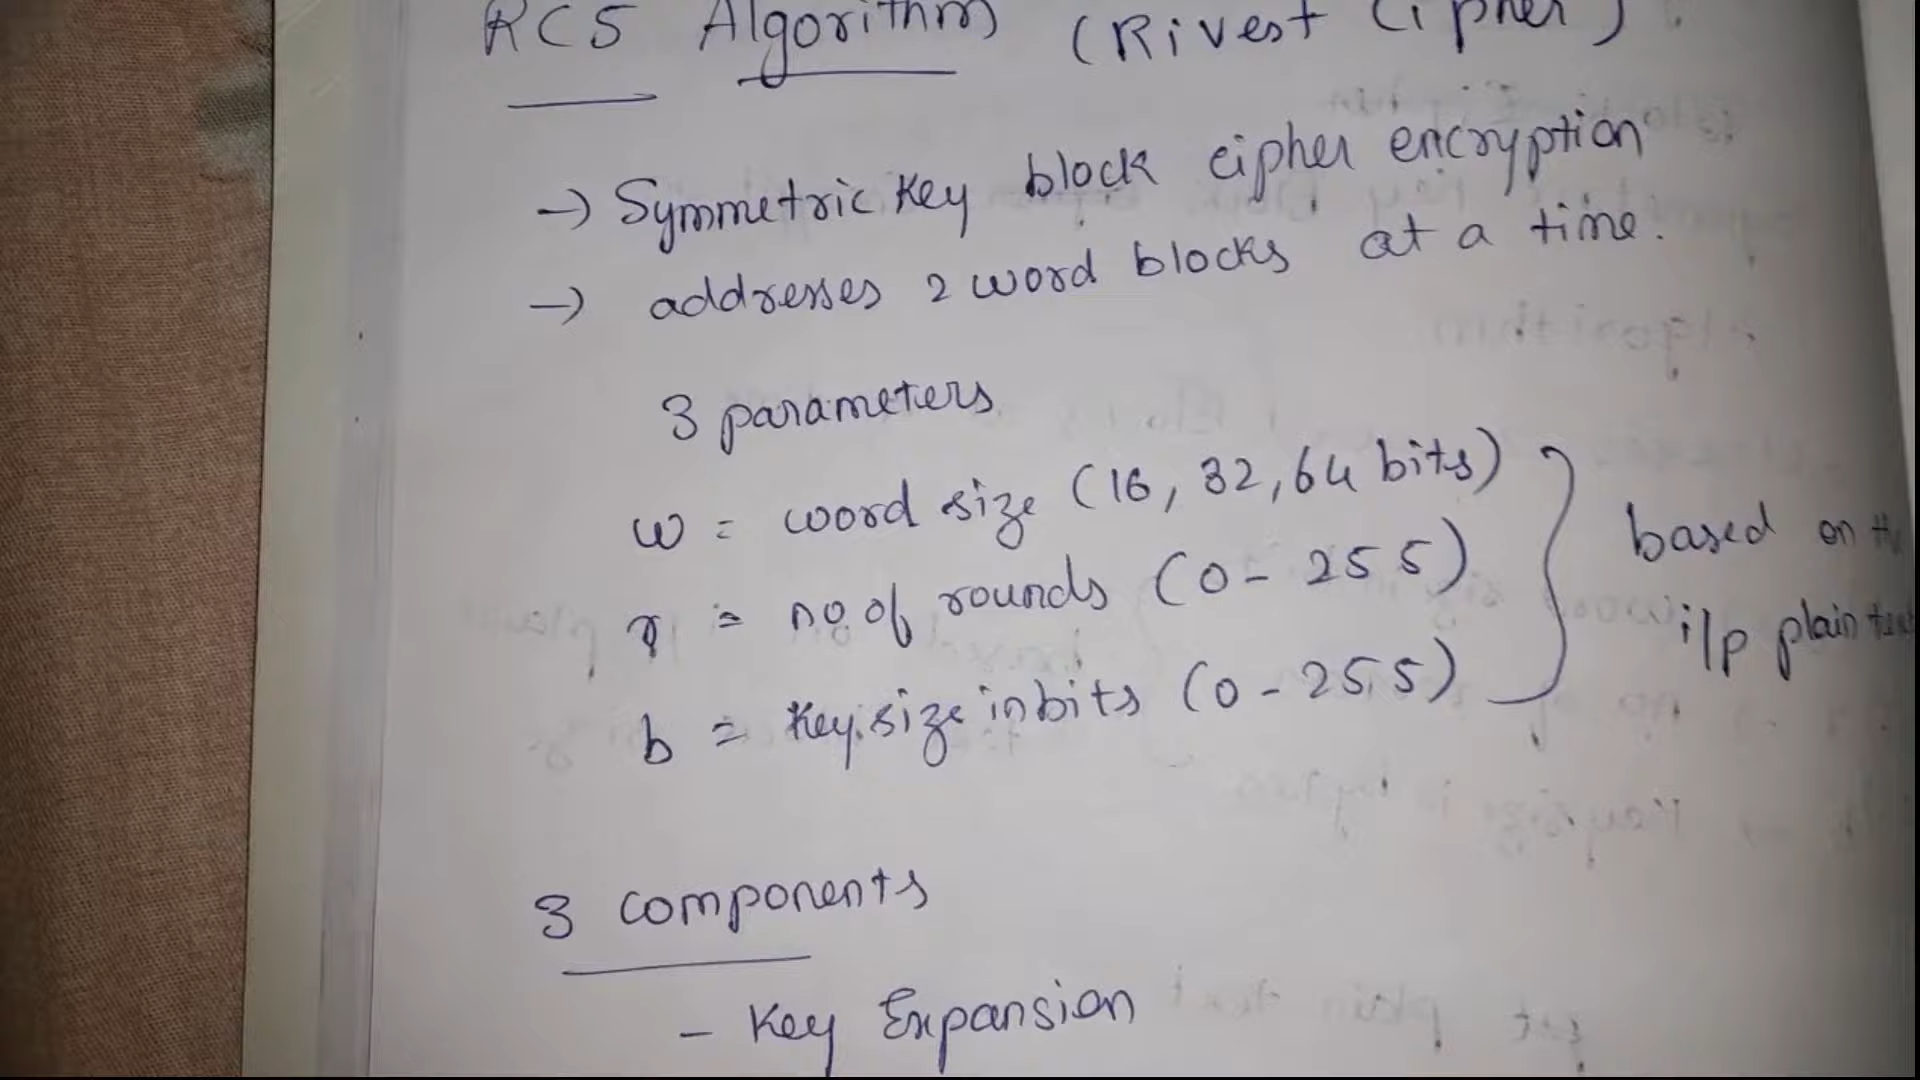 RC5 Algorithm (Rivest Cipher).
→ Symmetric Key block cipher encryption
→ addresses 2 word blocks at a time.
3 parameters
w = word size (16, 32, 64 bits)
r = no. of rounds (0 - 255)
b = Key size in bits (0 - 255)
based on the
i/p plain text
3 components
- Key Expansion